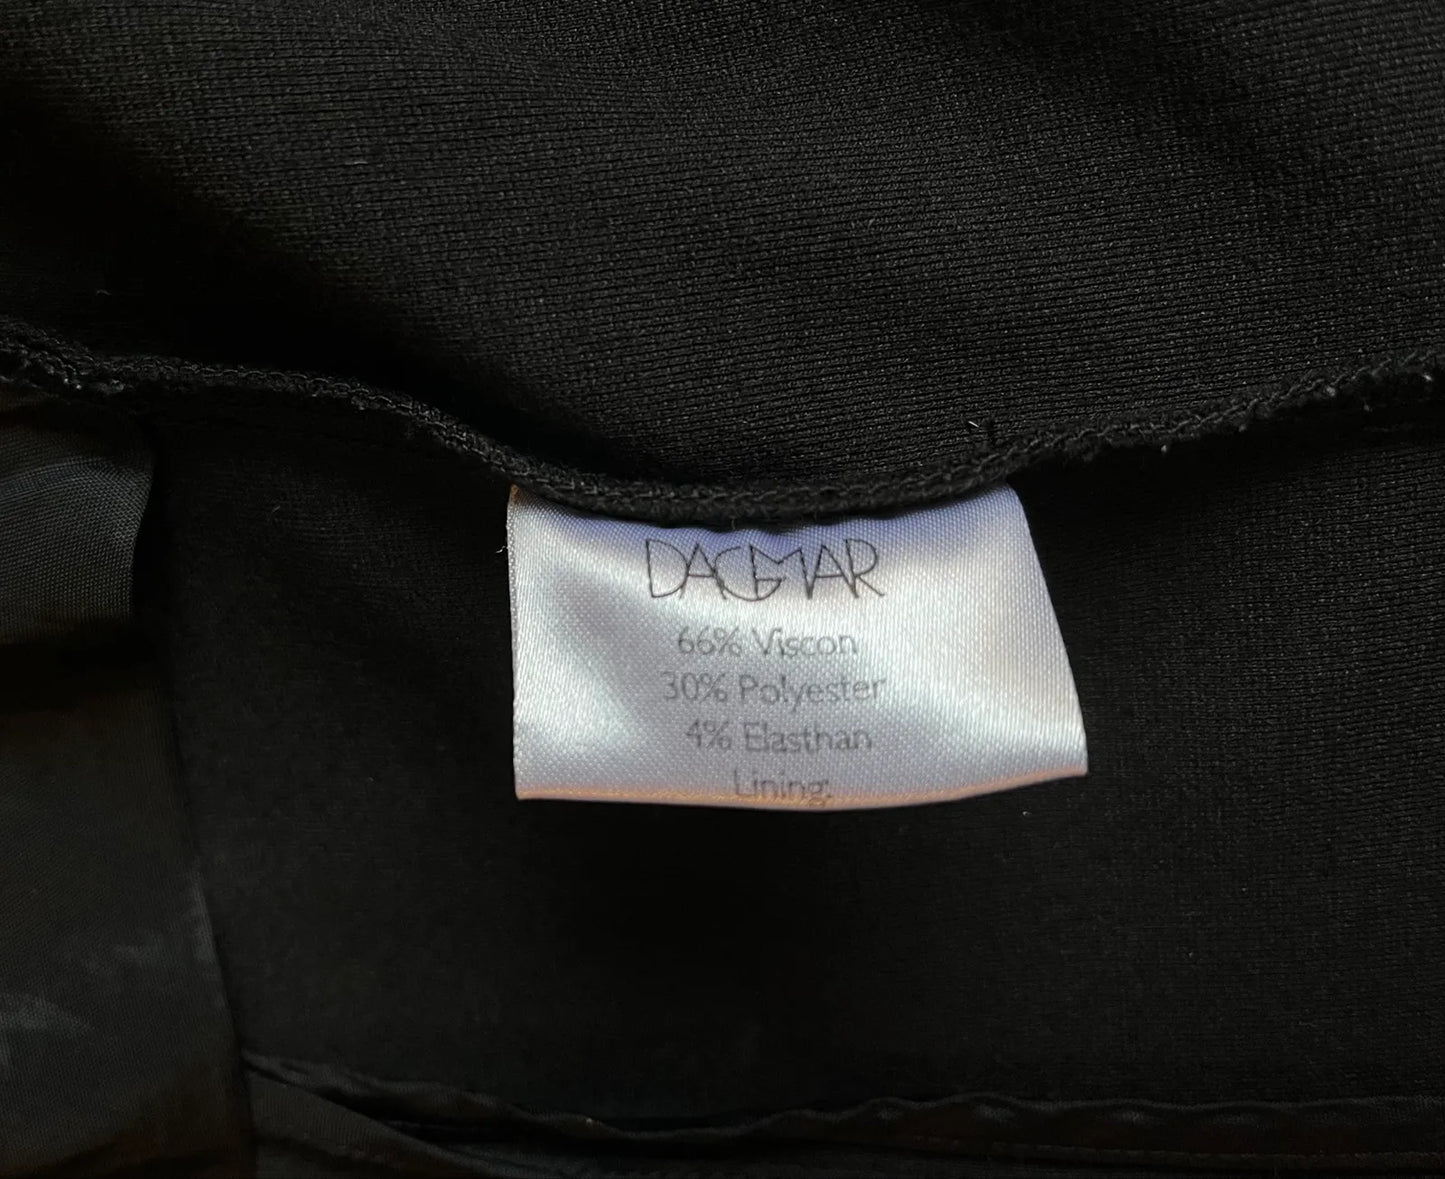 DAGMAR
66% Viscon
30% Polyester
4% Elasthan
Lining: